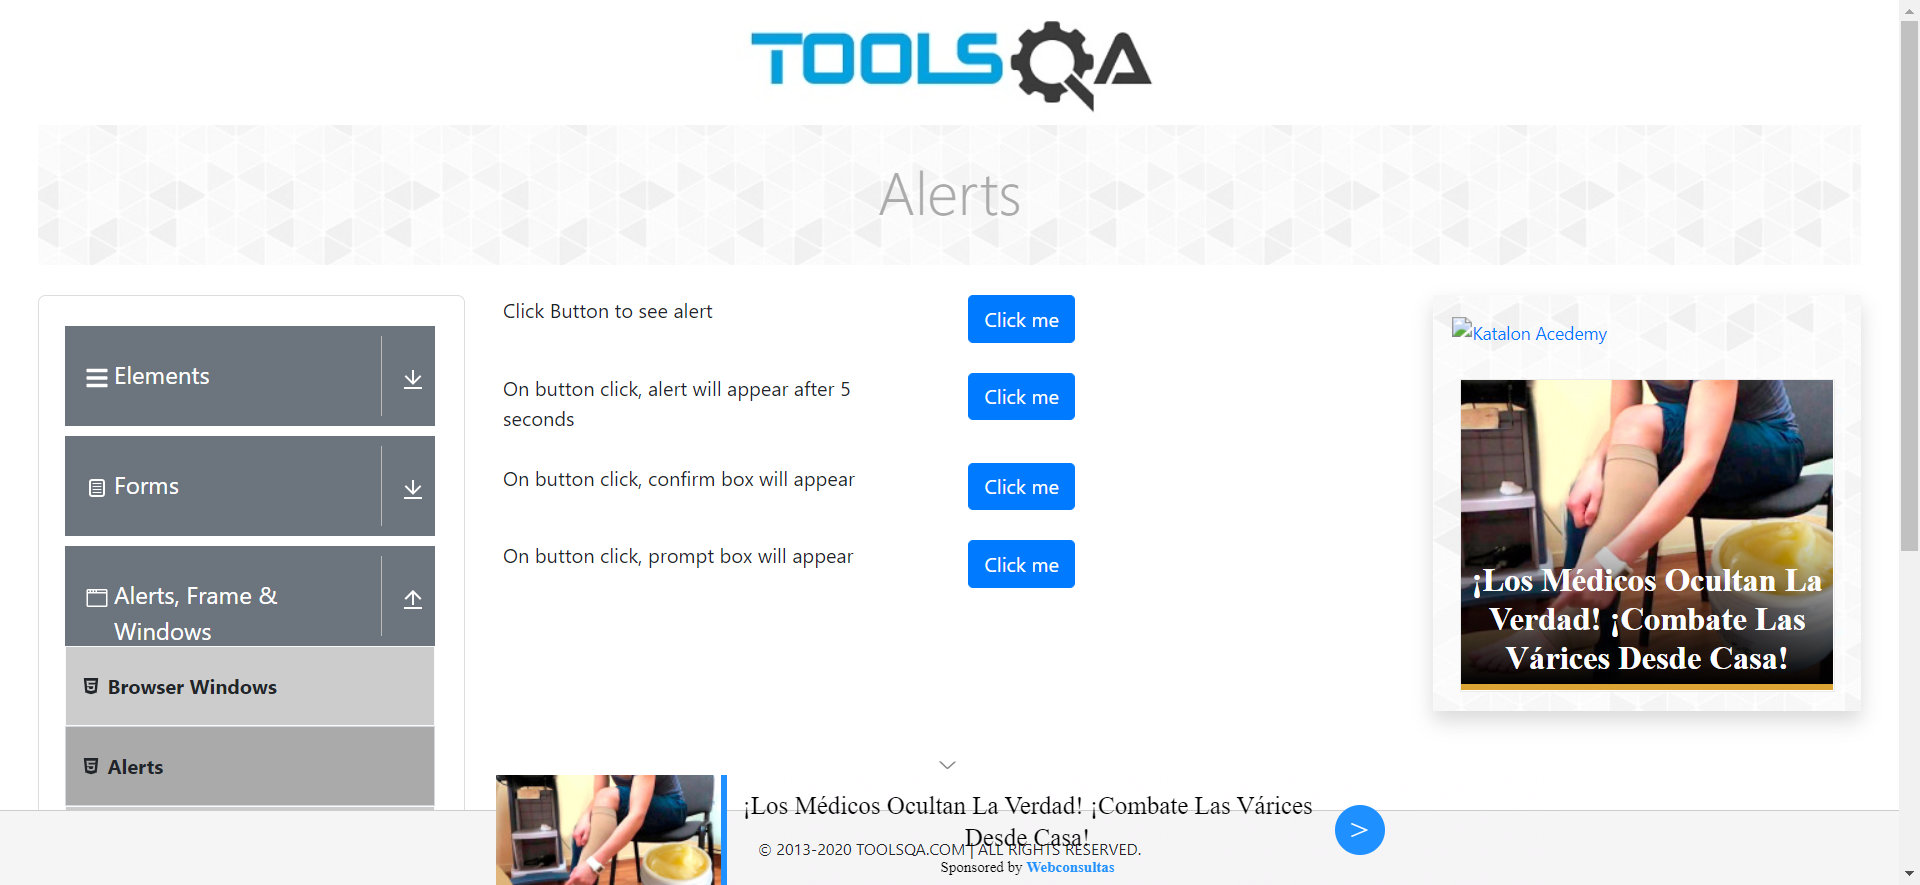 TOOLSQA
Alerts
Elements
Forms
Alerts, Frame &
Windows
Browser Windows
Alerts
Click Button to see alert
Click me
On button click, alert will appear after 5
seconds
Click me
On button click, confirm box will appear
Click me
On button click, prompt box will appear
Click me
Katalon Acedemy
¡Los Médicos Ocultan La
Verdad! ¡Combate Las
Várices Desde Casa!
¡Los Médicos Ocultan La Verdad! ¡Combate Las Várices
Desde Casa!
>
© 2013-2020 TOOLSQA.COM | ALL RIGHTS RESERVED.
Sponsored by Webconsultas